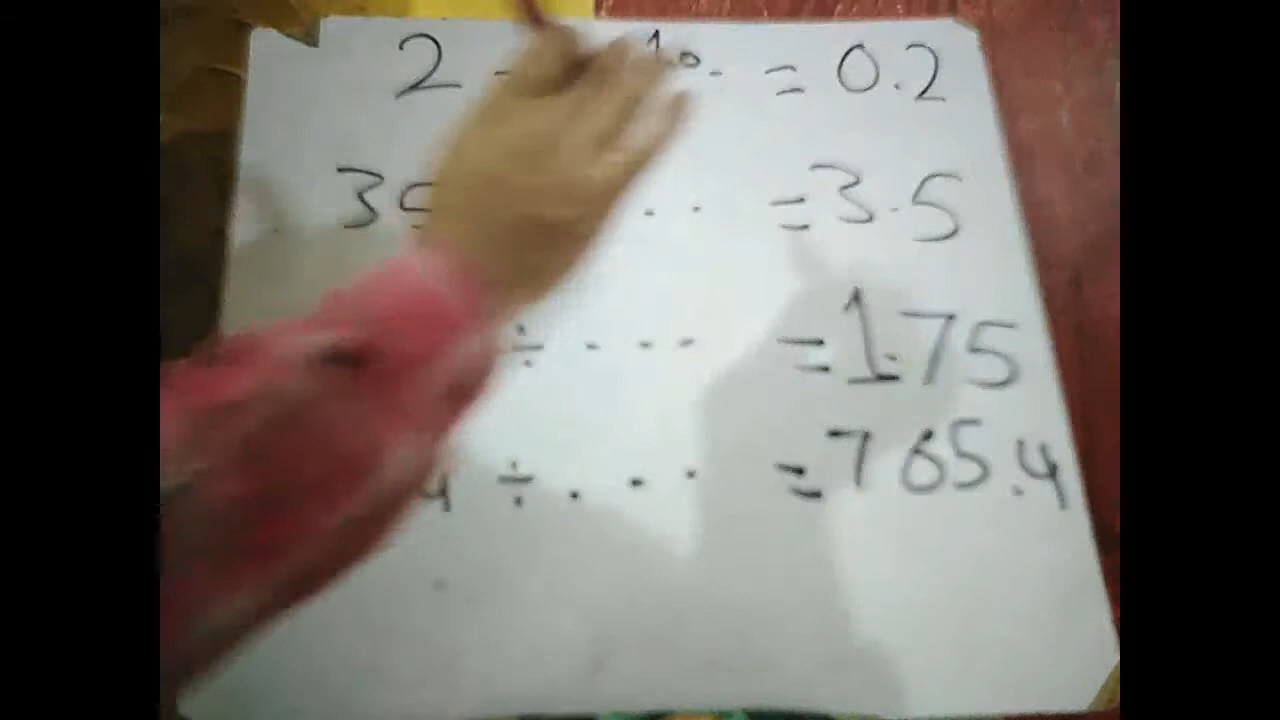 2 10 = 0.2
35 . . = 3.5
÷ - - - = 1.75
4 ÷ . - . = 765.4